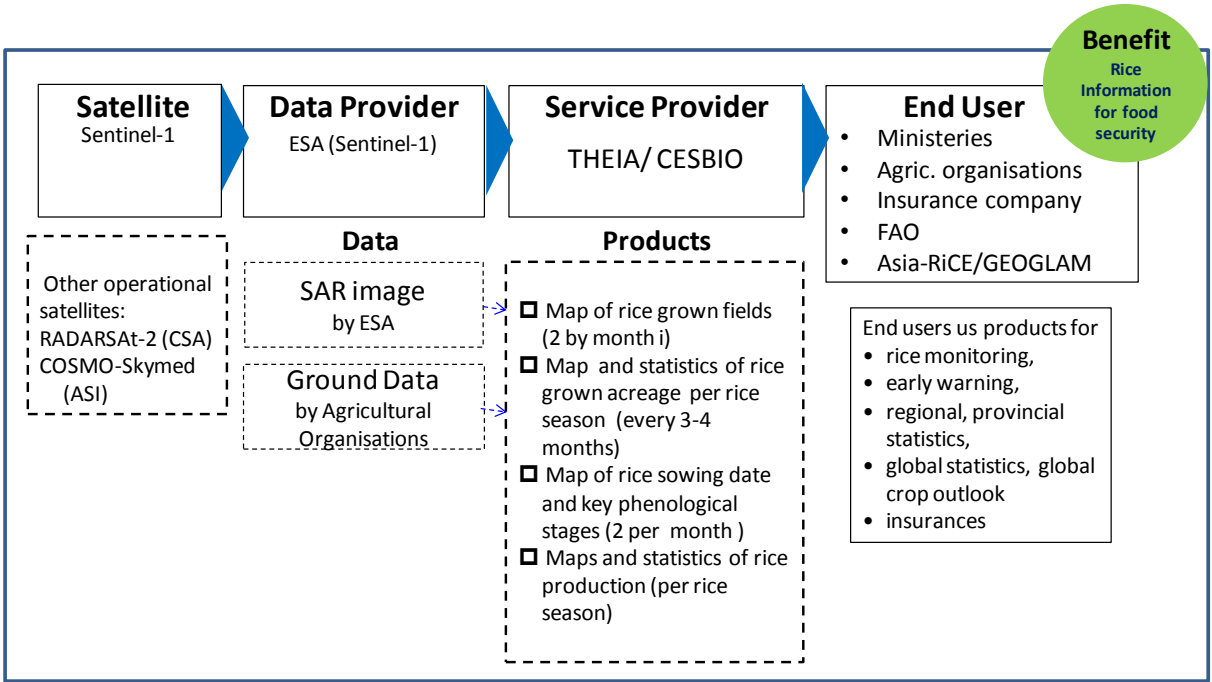 Benefit
Rice
Information
for food
security
Satellite
Sentinel-1
Data Provider
ESA (Sentinel-1)
Service Provider
THEIA/ CESBIO
End User
• Ministeries
• Agric. organisations
• Insurance company
• FAO
• Asia-RiCE/GEOGLAM
Other operational
satellites:
RADARSAt-2 (CSA)
COSMO-Skymed
(ASI)
Data
SAR image
by ESA
Ground Data
by Agricultural
Organisations
Products
❑ Map of rice grown fields
(2 by month i)
❑ Map and statistics of rice
grown acreage per rice
season (every 3-4
months)
❑ Map of rice sowing date
and key phenological
stages (2 per month )
❑ Maps and statistics of rice
production (per rice
season)
End users us products for
• rice monitoring,
• early warning,
• regional, provincial
statistics,
• global statistics, global
crop outlook
• insurances